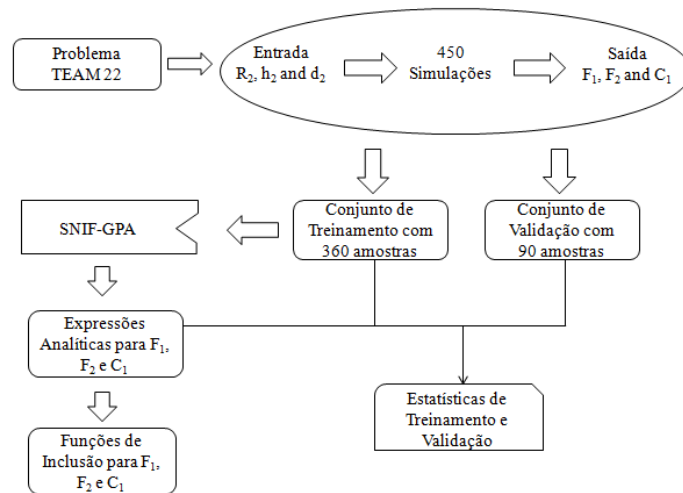 Problema
TEAM 22
Entrada
R₂, h₂ and d₂
450
Simulações
Saída
F₁, F₂ and C₁
SNIF-GPA
Conjunto de
Treinamento com
360 amostras
Conjunto de
Validação com
90 amostras
Expressões
Analíticas para F₁,
F₂ e C₁
Estatísticas de
Treinamento e
Validação
Funções de
Inclusão para F₁,
F₂ e C₁